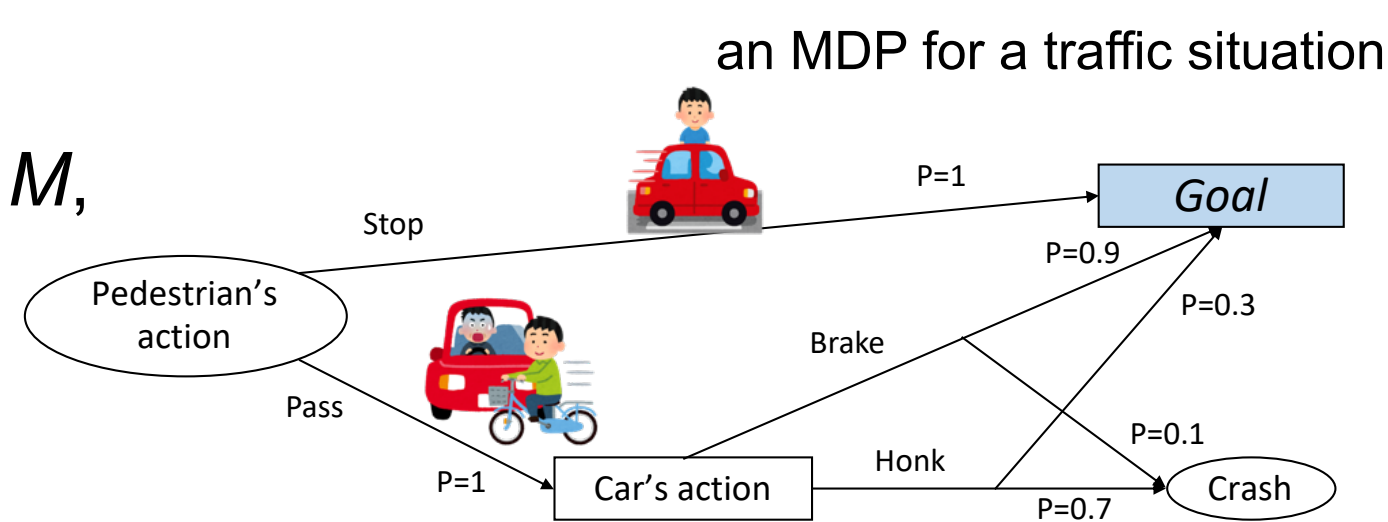 an MDP for a traffic situation
M,
P=1
Goal
Stop
P=0.9
Pedestrian's
action
P=0.3
Brake
Pass
P=0.1
Honk
P=1
Car's action
Crash
P=0.7